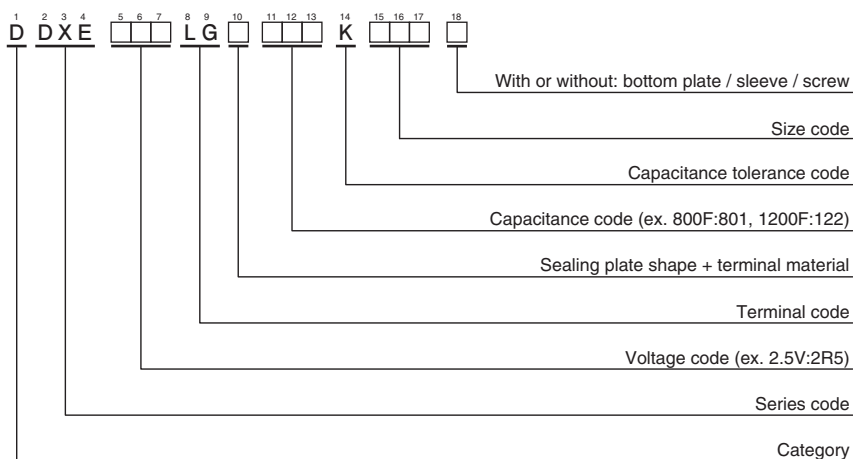 1 2 3 4 5 6 7 8 9 10 11 12 13 14 15 16 17 18
D DXE □□□ LG □ □□□ K □□□ □
With or without: bottom plate / sleeve / screw
Size code
Capacitance tolerance code
Capacitance code (ex. 800F:801, 1200F:122)
Sealing plate shape + terminal material
Terminal code
Voltage code (ex. 2.5V:2R5)
Series code
Category